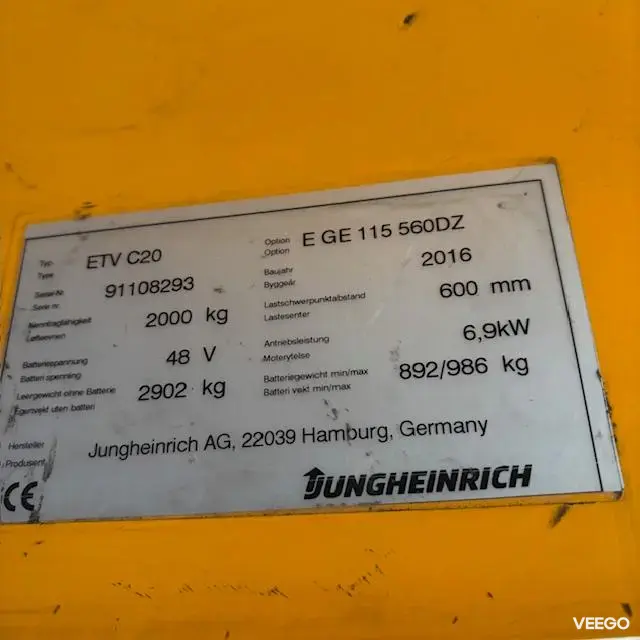 Typ ETV C20
Type
Option E GE 115 560DZ
Option
Serie-Nr. 91108293
Serie nr.
Baujahr 2016
Byggeår
Nenntragfähigkeit 2000 kg
Løfteevnen
Lastschwerpunktabstand 600 mm
Lastesenter
Batteriespannung 48 V
Batteri spenning
Antriebsleistung 6,9kW
Moterytelse
Leergewicht ohne Batterie 2902 kg
Egenvekt uten batteri
Batteriegewicht min/max 892/986 kg
Batteri vekt min/max
Hersteller Jungheinrich AG, 22039 Hamburg, Germany
Produsent
CE
JUNGHEINRICH
VEEGO